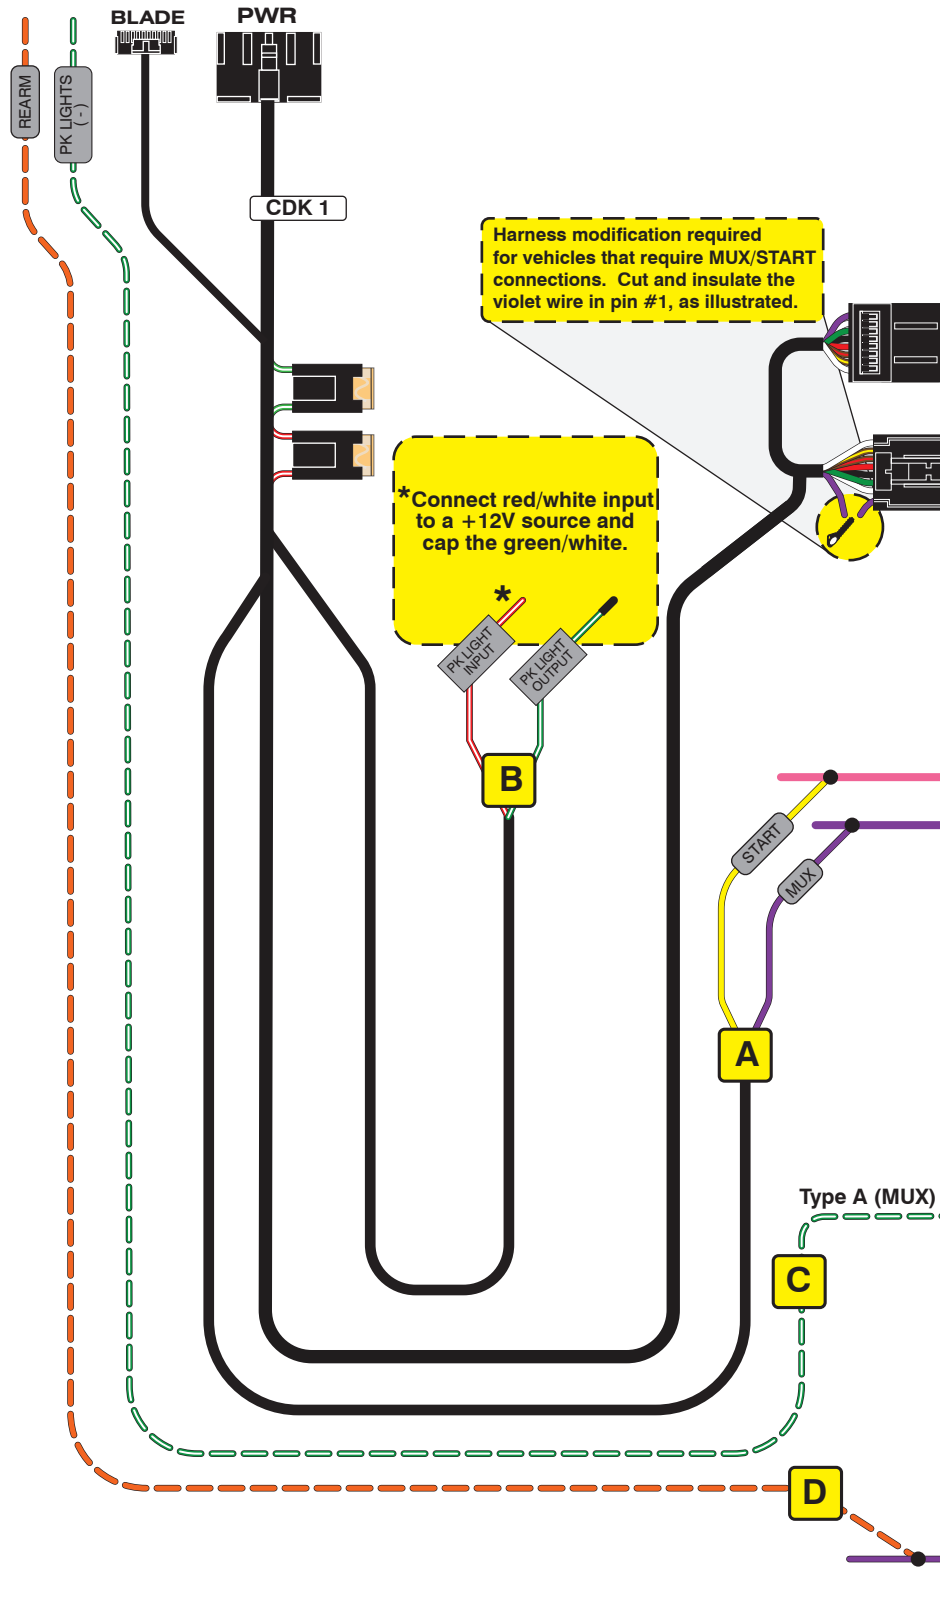 BLADE
PWR
REARM
PK LIGHTS
( - )
CDK 1
Harness modification required
for vehicles that require MUX/START
connections. Cut and insulate the
violet wire in pin #1, as illustrated.
*Connect red/white input
to a +12V source and
cap the green/white.
*
PK LIGHT
INPUT
PK LIGHT
OUTPUT
B
START
MUX
A
Type A (MUX)
C
D